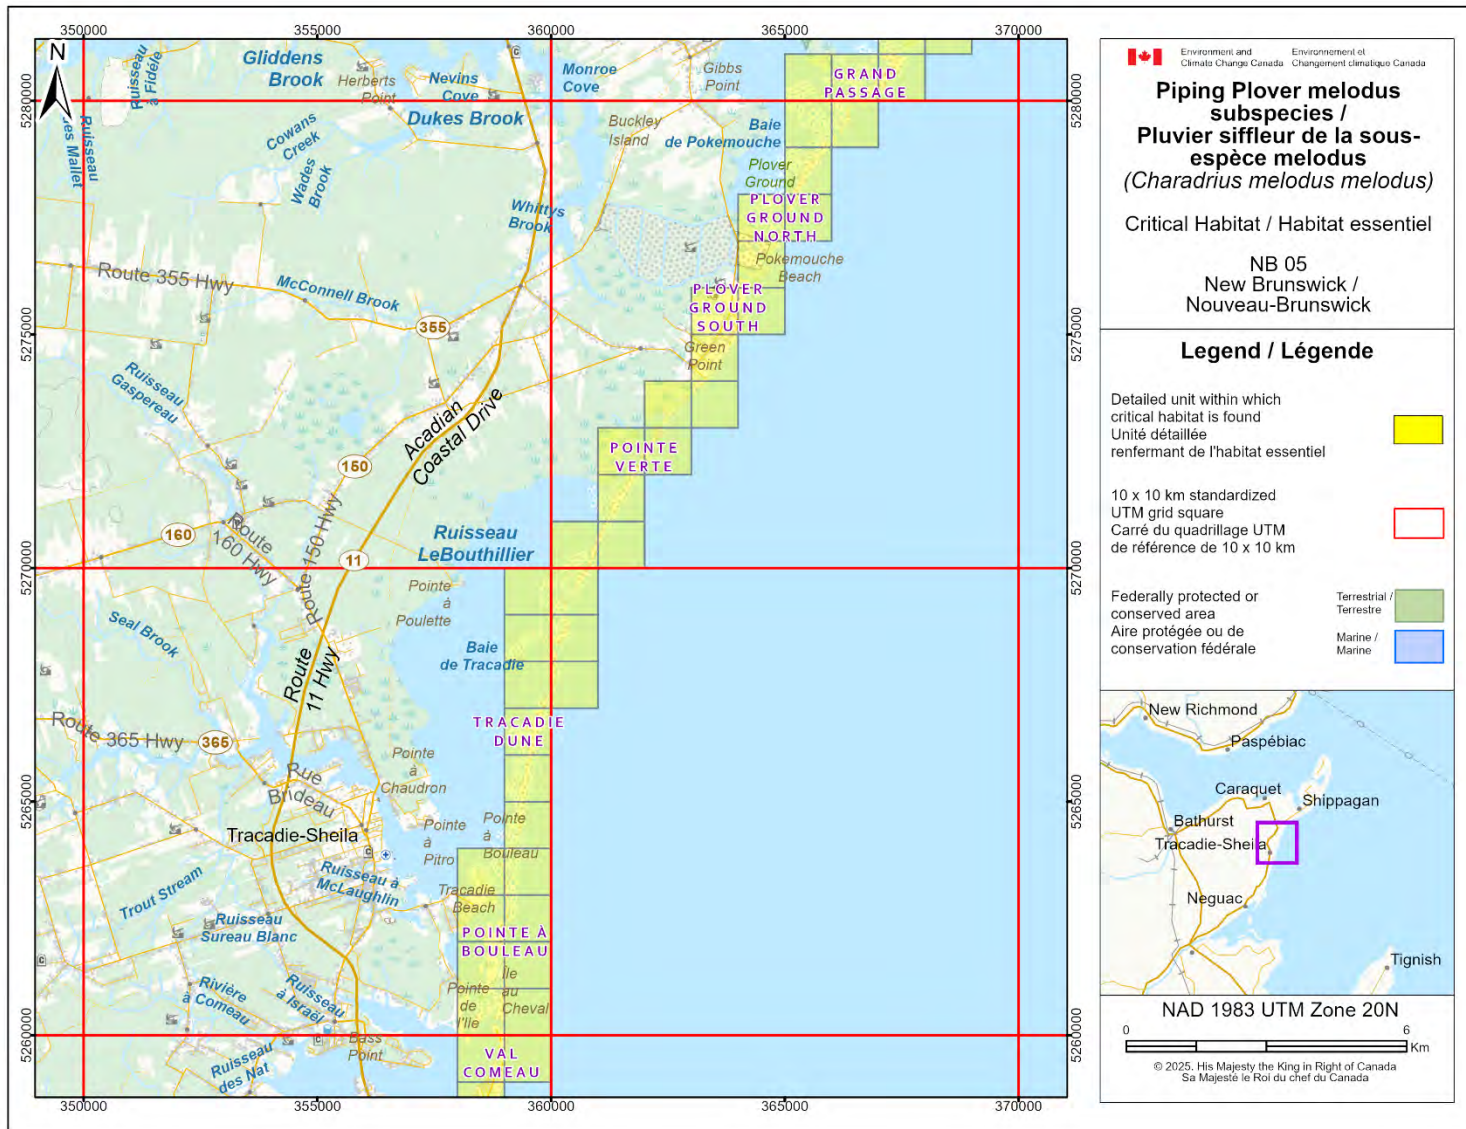 350000
355000
360000
365000
370000
N
Ruisseau
à Fidèle
Gliddens
Brook
Herberts
Point
Nevins
Cove
Monroe
Cove
Gibbs
Point
GRAND
PASSAGE
5280000
5280000
Ruisseau
des Mallet
Cowans
Creek
Wades
Brook
Dukes Brook
Buckley
Island
Baie
de Pokemouche
Plover
Ground
Whittys
Brook
PLOVER
GROUND
NORTH
Pokemouche
Beach
Route 355 Hwy
McConnell Brook
355
PLOVER
GROUND
SOUTH
5275000
5275000
Green
Point
Ruisseau
Gaspereau
Acadian
Coastal Drive
150
POINTE
VERTE
160
Route
160 Hwy
Route 150 Hwy
Ruisseau
LeBouthillier
11
5270000
5270000
Pointe
à
Poulette
Seal Brook
Baie
de Tracadie
Route
11 Hwy
Route 365 Hwy
365
TRACADIE
DUNE
Pointe
à
Chaudron
Rue
Brideau
5265000
5265000
Tracadie-Sheila
Pointe
à
Pitro
Pointe
à
Bouleau
Trout Stream
Ruisseau à
McLaughlin
Tracadie
Beach
Ruisseau
Sureau Blanc
POINTE À
BOULEAU
Rivière
à Comeau
Ruisseau
à Israël
Pointe
de
l'Ile
Île
au
Cheval
5260000
5260000
Bass
Point
Ruisseau
des Nat
VAL
COMEAU
350000
355000
360000
365000
370000
Environment and
Climate Change Canada
Environnement et
Changement climatique Canada
Piping Plover melodus
subspecies /
Pluvier siffleur de la sous-
espèce melodus
(Charadrius melodus melodus)
Critical Habitat / Habitat essentiel
NB 05
New Brunswick /
Nouveau-Brunswick
Legend / Légende
Detailed unit within which
critical habitat is found
Unité détaillée
renfermant de l'habitat essentiel
10 x 10 km standardized
UTM grid square
Carré du quadrillage UTM
de référence de 10 x 10 km
Federally protected or
conserved area
Aire protégée ou de
conservation fédérale
Terrestrial /
Terrestre
Marine /
Marine
New Richmond
Paspébiac
Caraquet
Shippagan
Bathurst
Tracadie-Sheila
Neguac
Tignish
NAD 1983 UTM Zone 20N
0
6
Km
© 2025. His Majesty the King in Right of Canada
Sa Majesté le Roi du chef du Canada